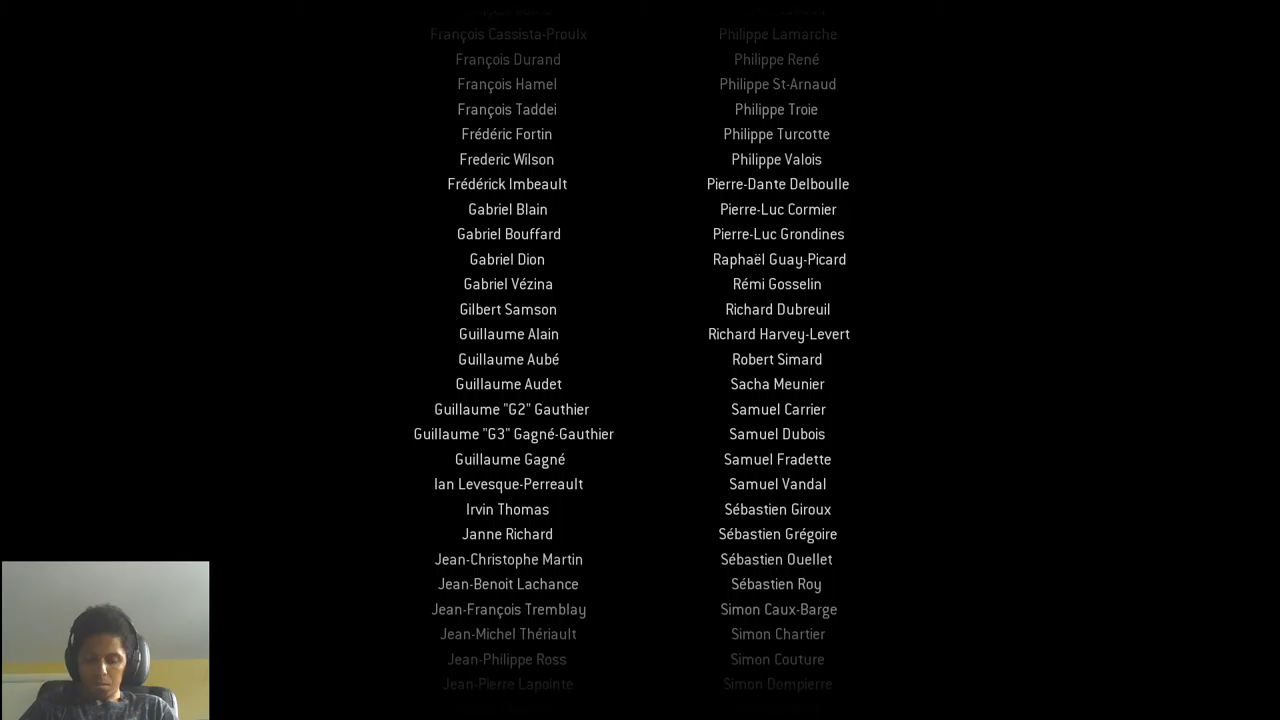 François Cassista-Proulx
François Durand
François Hamel
François Taddei
Frédéric Fortin
Frederic Wilson
Frédérick Imbeault
Gabriel Blain
Gabriel Bouffard
Gabriel Dion
Gabriel Vézina
Gilbert Samson
Guillaume Alain
Guillaume Aubé
Guillaume Audet
Guillaume "G2" Gauthier
Guillaume "G3" Gagné-Gauthier
Guillaume Gagné
Ian Levesque-Perreault
Irvin Thomas
Janne Richard
Jean-Christophe Martin
Jean-Benoit Lachance
Jean-François Tremblay
Jean-Michel Thériault
Jean-Philippe Ross
Jean-Pierre Lapointe
Philippe Lamarche
Philippe René
Philippe St-Arnaud
Philippe Troie
Philippe Turcotte
Philippe Valois
Pierre-Dante Delboulle
Pierre-Luc Cormier
Pierre-Luc Grondines
Raphaël Guay-Picard
Rémi Gosselin
Richard Dubreuil
Richard Harvey-Levert
Robert Simard
Sacha Meunier
Samuel Carrier
Samuel Dubois
Samuel Fradette
Samuel Vandal
Sébastien Giroux
Sébastien Grégoire
Sébastien Ouellet
Sébastien Roy
Simon Caux-Barge
Simon Chartier
Simon Couture
Simon Dompierre